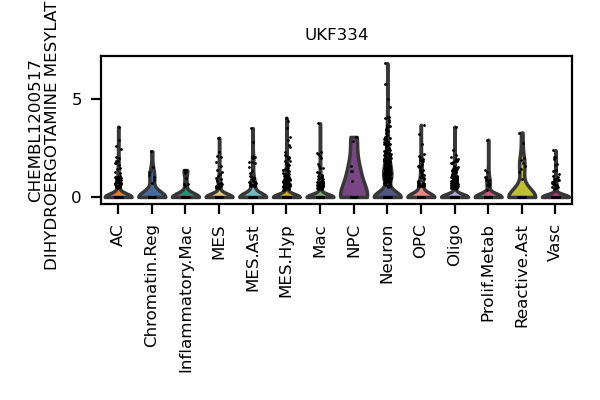 UKF334
CHEMBL1200517
DIHYDROERGOTAMINE MESYLAT
5
0
AC
Chromatin.Reg
Inflammatory.Mac
MES
MES.Ast
MES.Hyp
Mac
NPC
Neuron
OPC
Oligo
Prolif.Metab
Reactive.Ast
Vasc